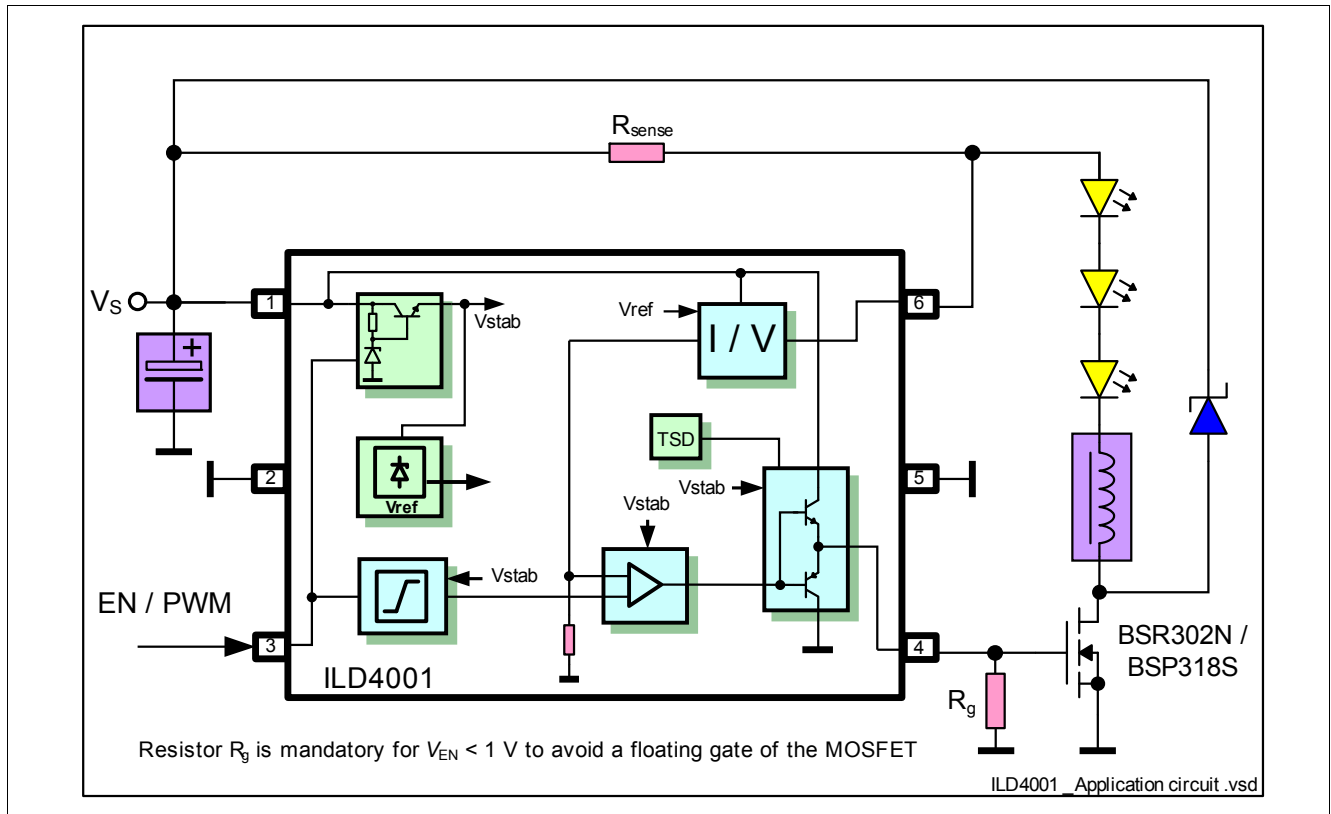 Rsense
VS
1
Vstab
Vref
I / V
6
2
Vref
TSD
Vstab
5
Vstab
Vstab
EN / PWM
3
4
BSR302N /
BSP318S
ILD4001
Rg
Resistor Rg is mandatory for VEN < 1 V to avoid a floating gate of the MOSFET
ILD4001 _Application circuit .vsd